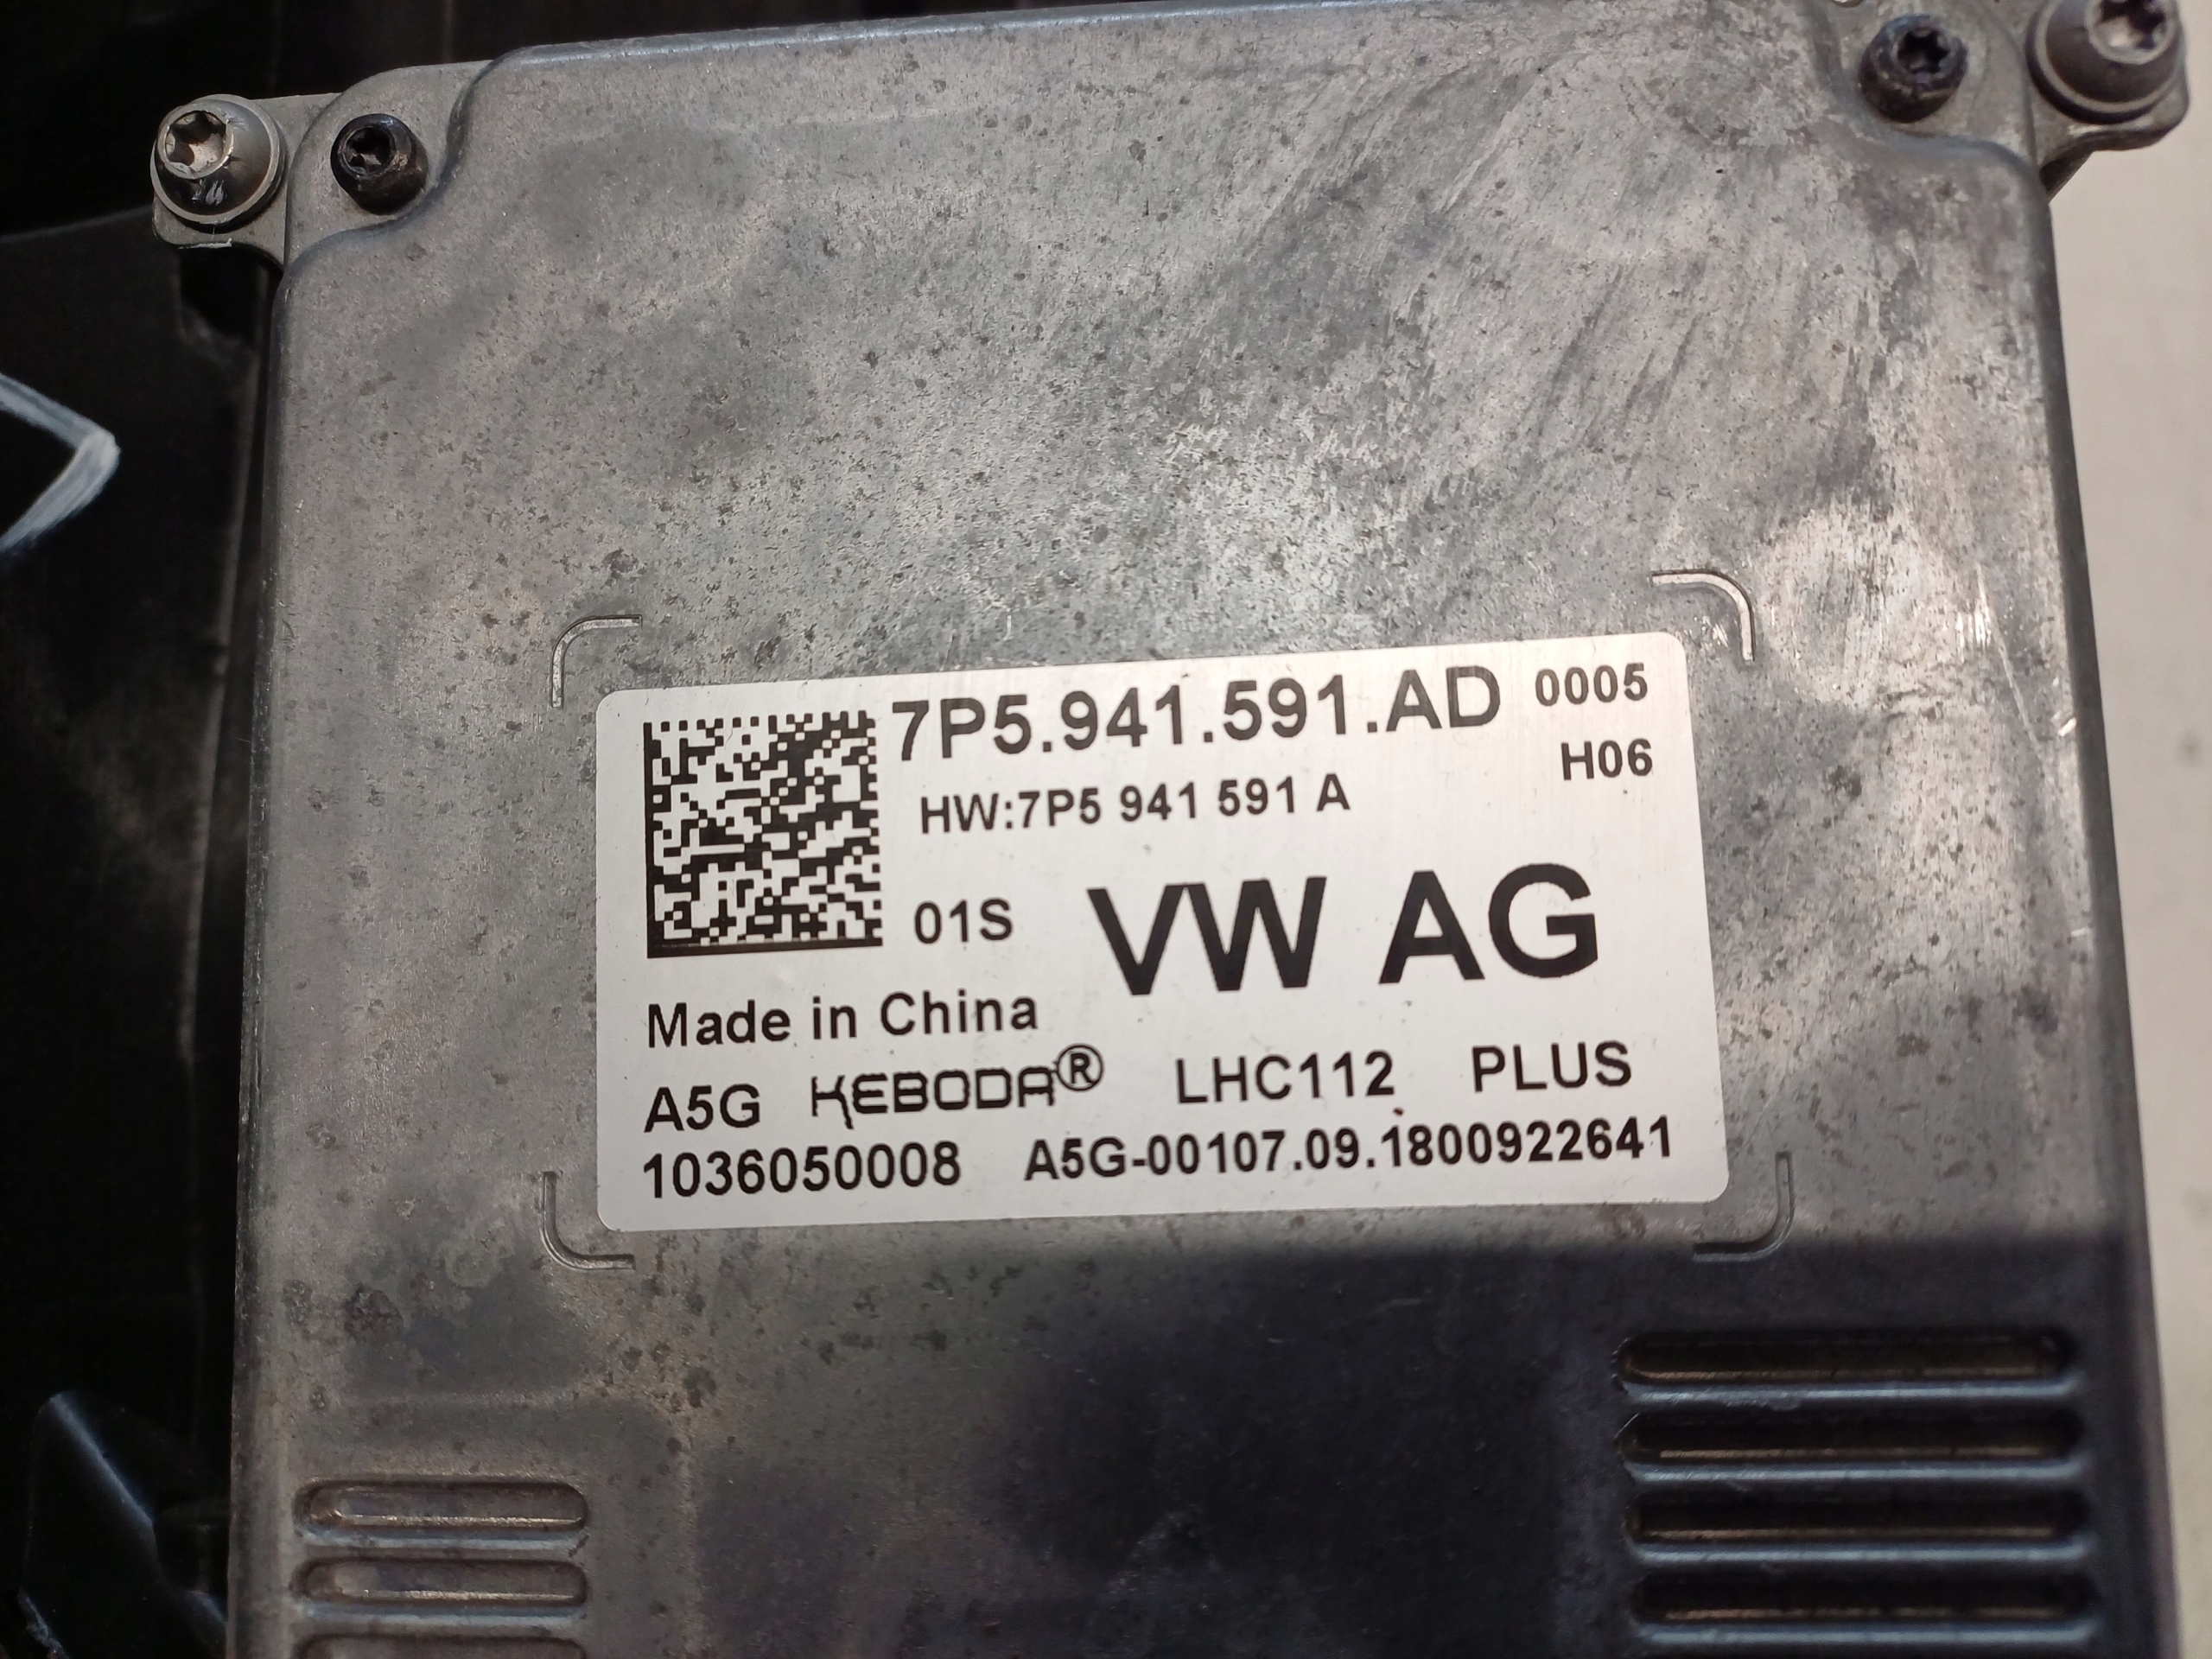 7P5.941.591.AD 0005
HW:7P5 941 591 A H06
01S VW AG
Made in China
A5G KEBODA® LHC112 PLUS
1036050008 A5G-00107.09.1800922641